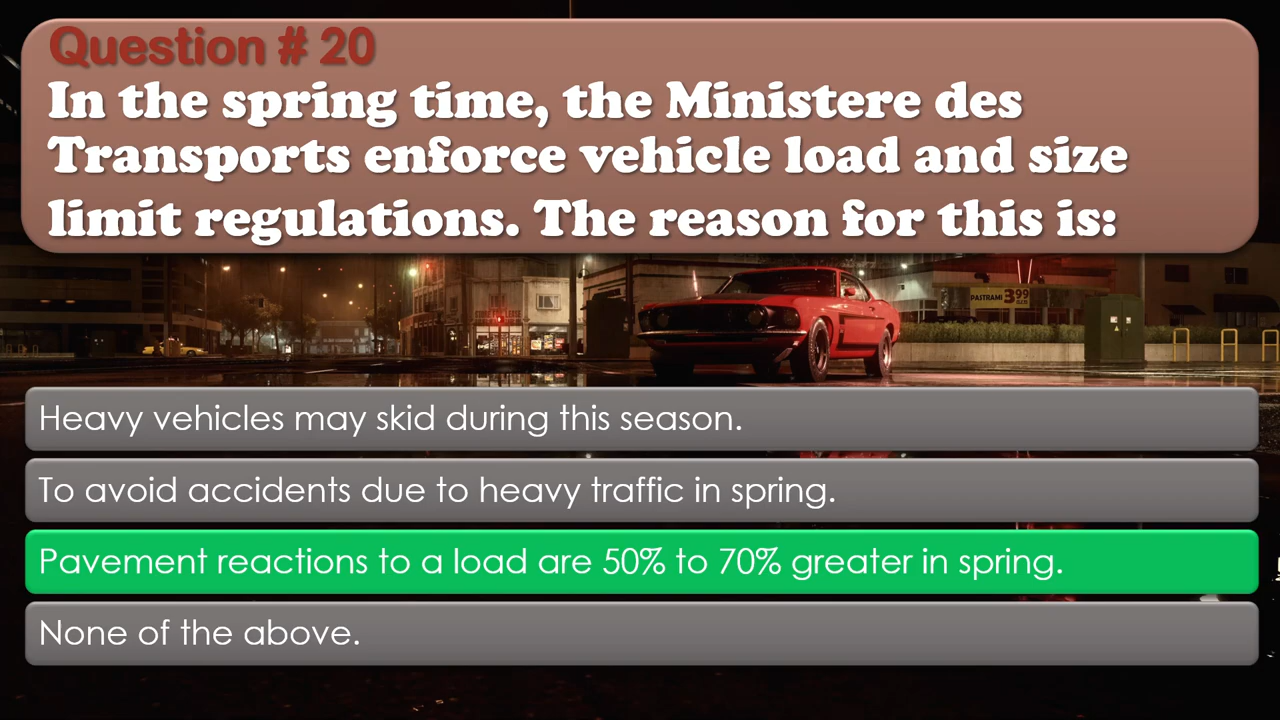 Question # 20
In the spring time, the Ministere des
Transports enforce vehicle load and size
limit regulations. The reason for this is:
PASTRAMI 3.99
Heavy vehicles may skid during this season.
To avoid accidents due to heavy traffic in spring.
Pavement reactions to a load are 50% to 70% greater in spring.
None of the above.